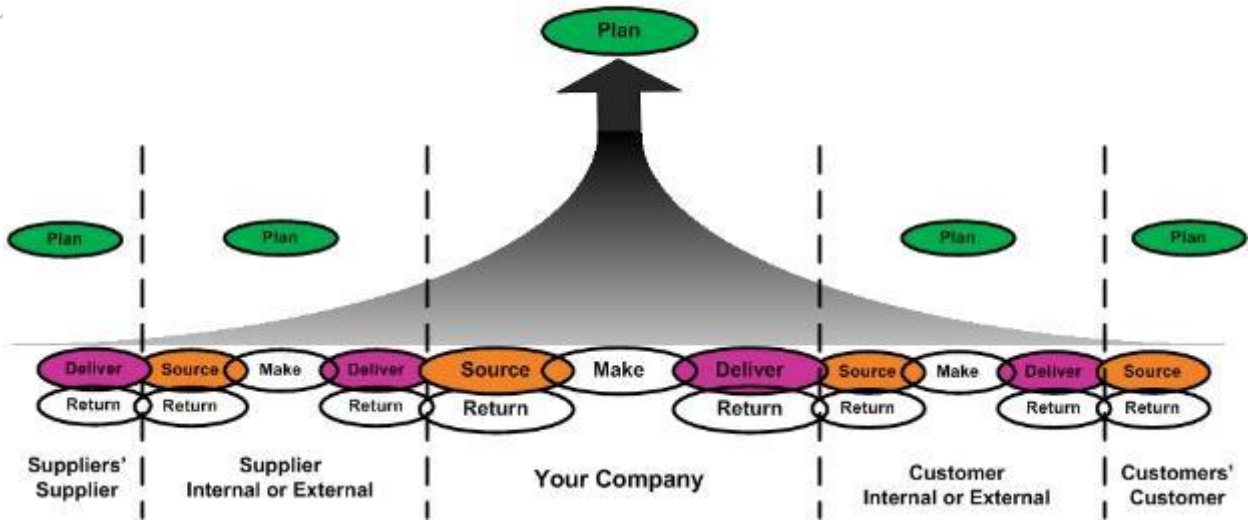 Plan
Plan
Plan
Plan
Plan
Deliver
Source
Make
Deliver
Source
Make
Deliver
Source
Make
Deliver
Source
Return
Return
Return
Return
Return
Return
Return
Return
Suppliers'
Supplier
Supplier
Internal or External
Your Company
Customer
Internal or External
Customers'
Customer